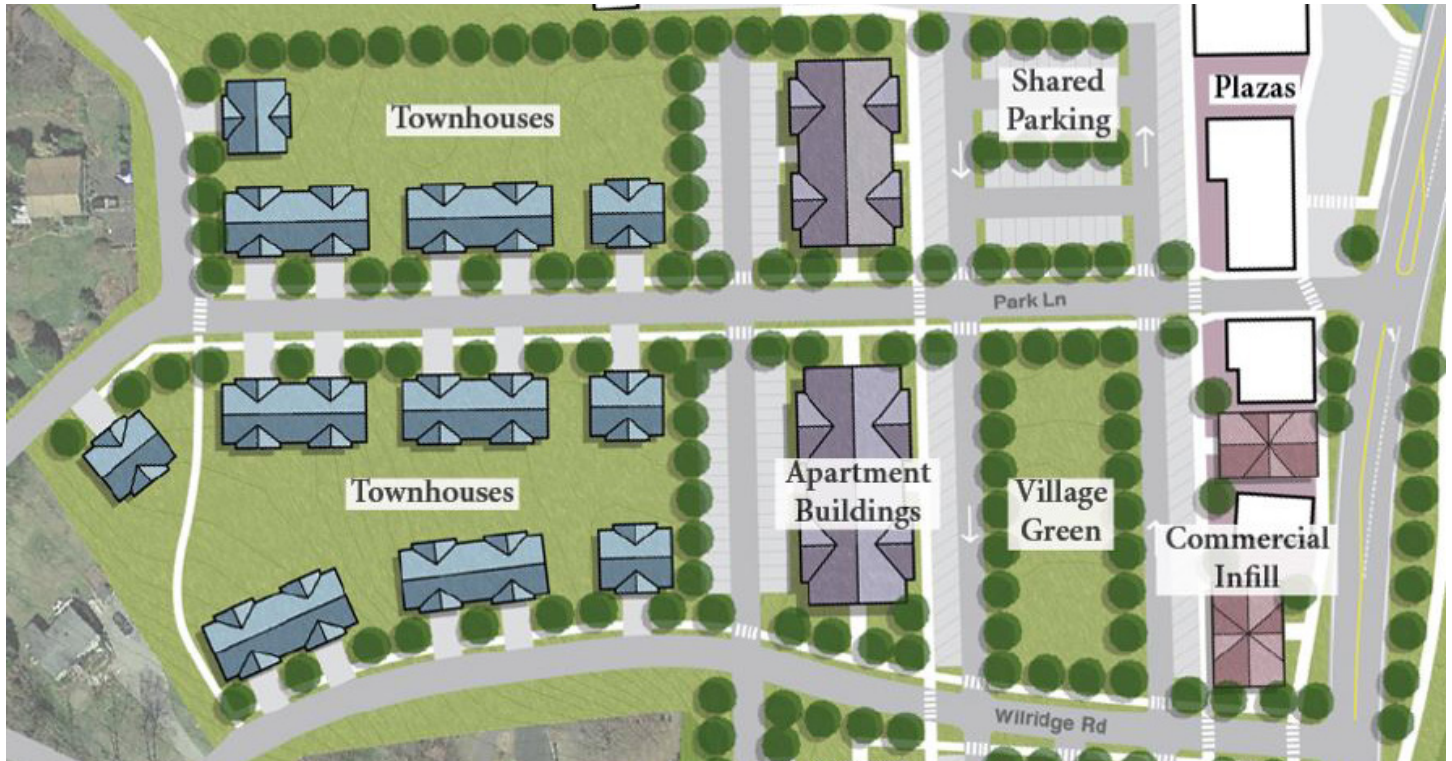 Townhouses
Shared
Parking
Plazas
Park Ln
Townhouses
Apartment
Buildings
Village
Green
Commercial
Infill
Wilridge Rd